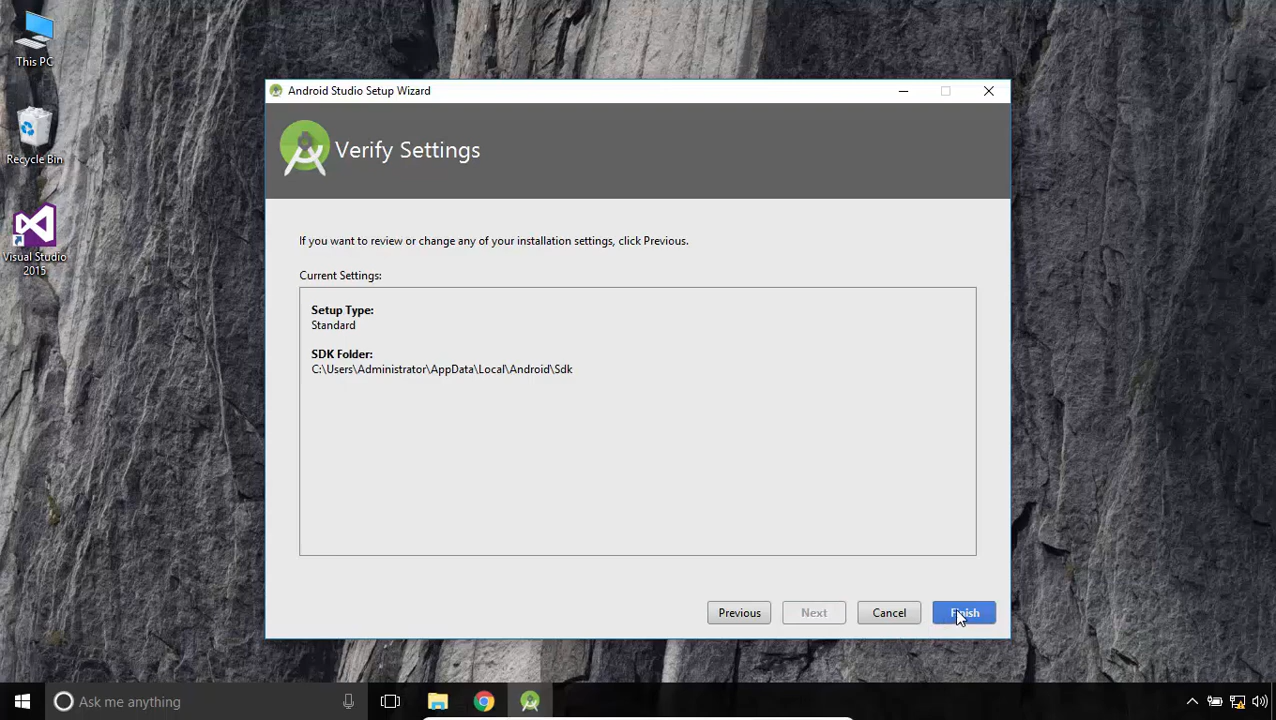 This PC
Recycle Bin
Visual Studio
2015
Android Studio Setup Wizard
Verify Settings
If you want to review or change any of your installation settings, click Previous.
Current Settings:
Setup Type:
Standard
SDK Folder:
C:\Users\Administrator\AppData\Local\Android\Sdk
Previous
Next
Cancel
Finish
Ask me anything